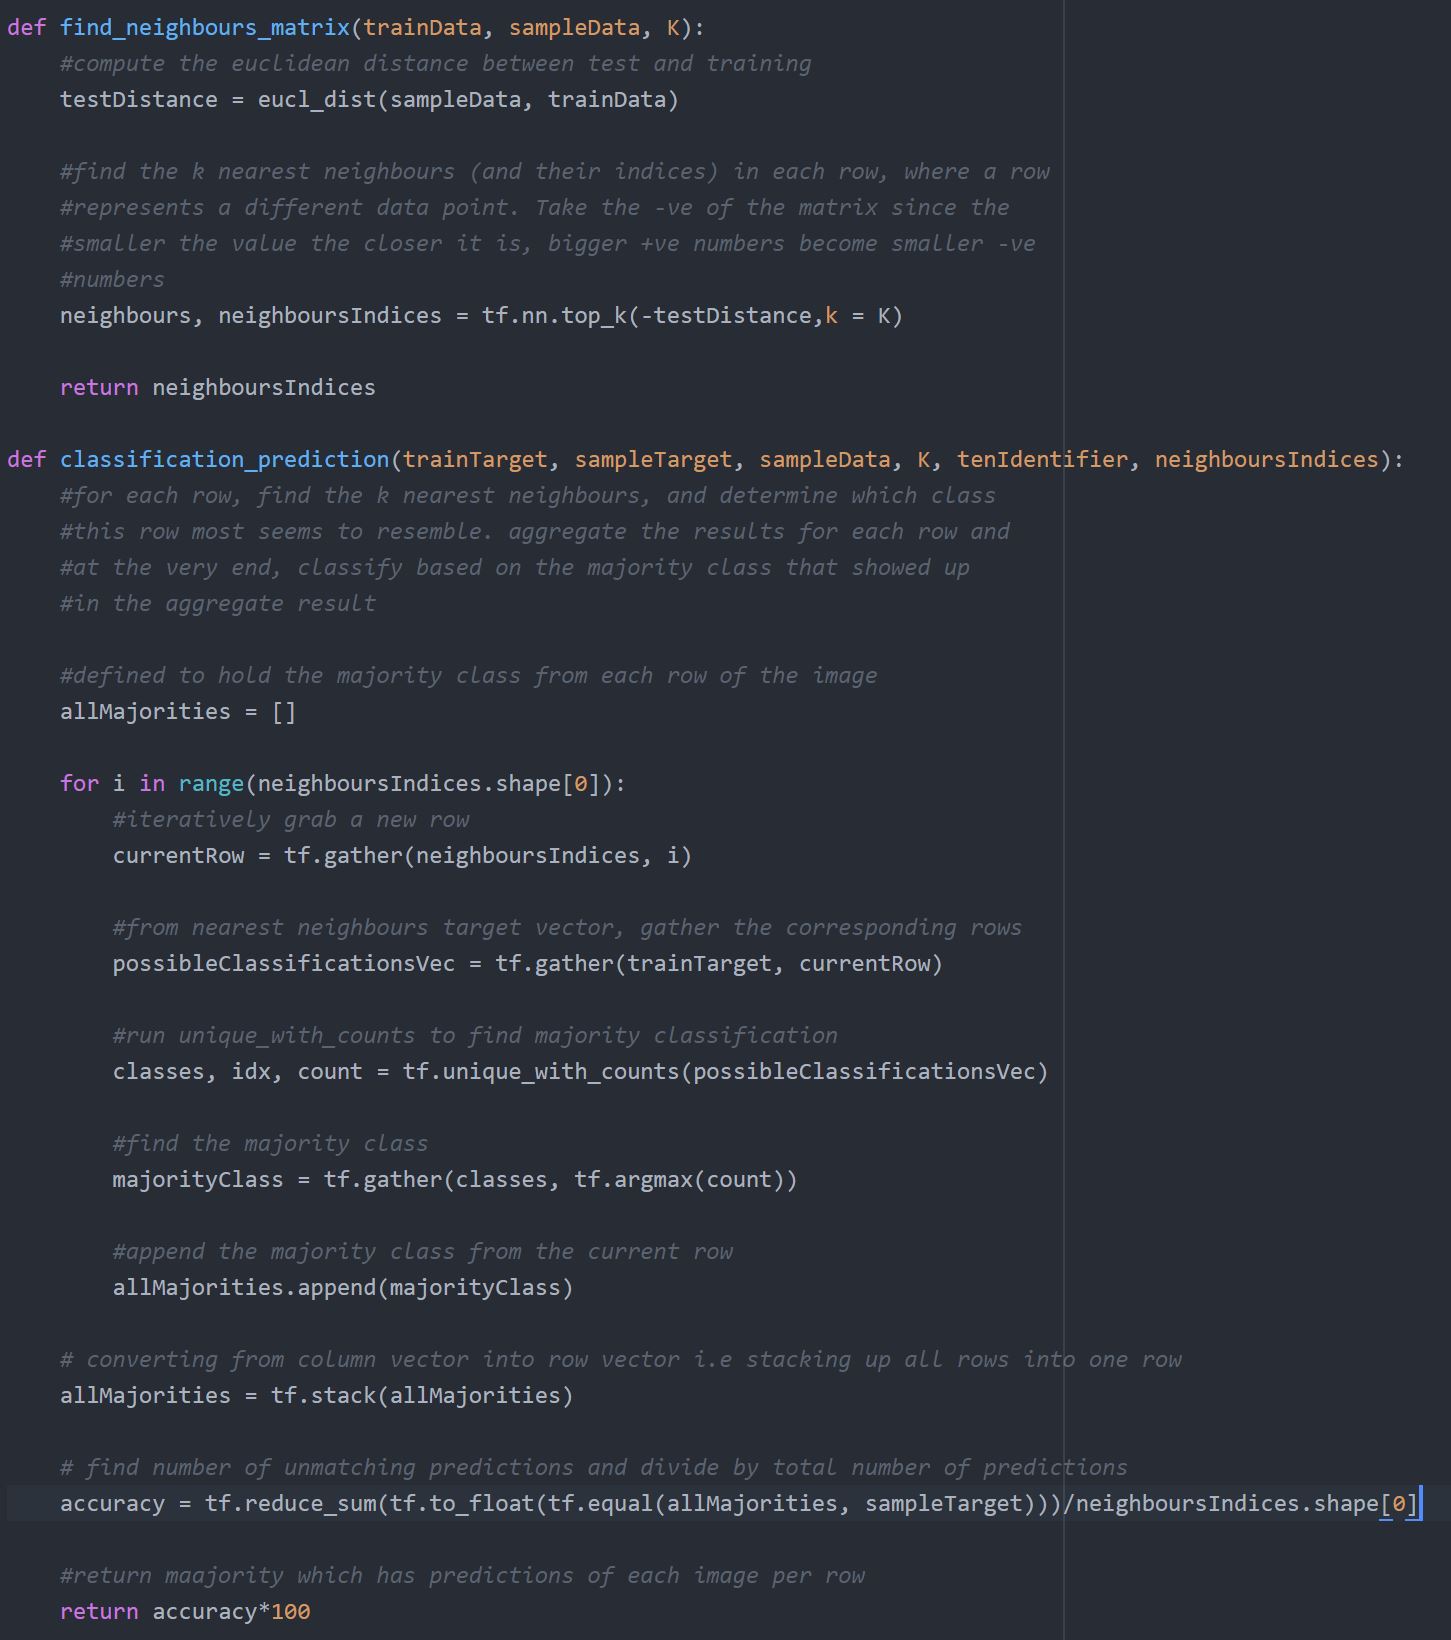 def find_neighbours_matrix(trainData, sampleData, K):
    #compute the euclidean distance between test and training
    testDistance = eucl_dist(sampleData, trainData)

    #find the k nearest neighbours (and their indices) in each row, where a row
    #represents a different data point. Take the -ve of the matrix since the
    #smaller the value the closer it is, bigger +ve numbers become smaller -ve
    #numbers
    neighbours, neighboursIndices = tf.nn.top_k(-testDistance,k = K)

    return neighboursIndices

def classification_prediction(trainTarget, sampleTarget, sampleData, K, tenIdentifier, neighboursIndices):
    #for each row, find the k nearest neighbours, and determine which class
    #this row most seems to resemble. aggregate the results for each row and
    #at the very end, classify based on the majority class that showed up
    #in the aggregate result

    #defined to hold the majority class from each row of the image
    allMajorities = []

    for i in range(neighboursIndices.shape[0]):
        #iteratively grab a new row
        currentRow = tf.gather(neighboursIndices, i)

        #from nearest neighbours target vector, gather the corresponding rows
        possibleClassificationsVec = tf.gather(trainTarget, currentRow)

        #run unique_with_counts to find majority classification
        classes, idx, count = tf.unique_with_counts(possibleClassificationsVec)

        #find the majority class
        majorityClass = tf.gather(classes, tf.argmax(count))

        #append the majority class from the current row
        allMajorities.append(majorityClass)

    # converting from column vector into row vector i.e stacking up all rows into one row
    allMajorities = tf.stack(allMajorities)

    # find number of unmatching predictions and divide by total number of predictions
    accuracy = tf.reduce_sum(tf.to_float(tf.equal(allMajorities, sampleTarget)))/neighboursIndices.shape[0]

    #return maajority which has predictions of each image per row
    return accuracy*100